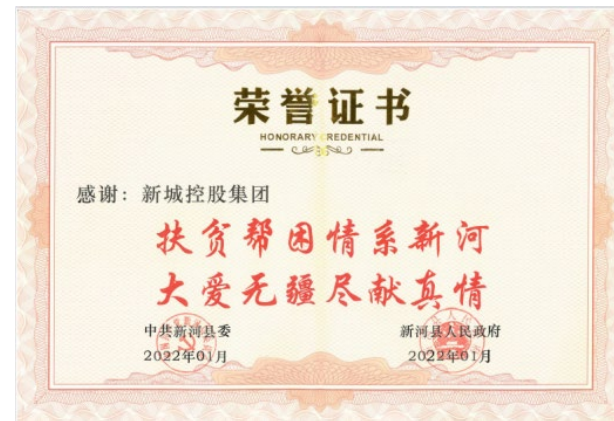 荣誉证书
HONORARY CREDENTIAL
感谢：新城控股集团
扶贫帮困情系新河
大爱无疆尽献真情
中共新河县委
新河县人民政府
2022年01月
2022年01月